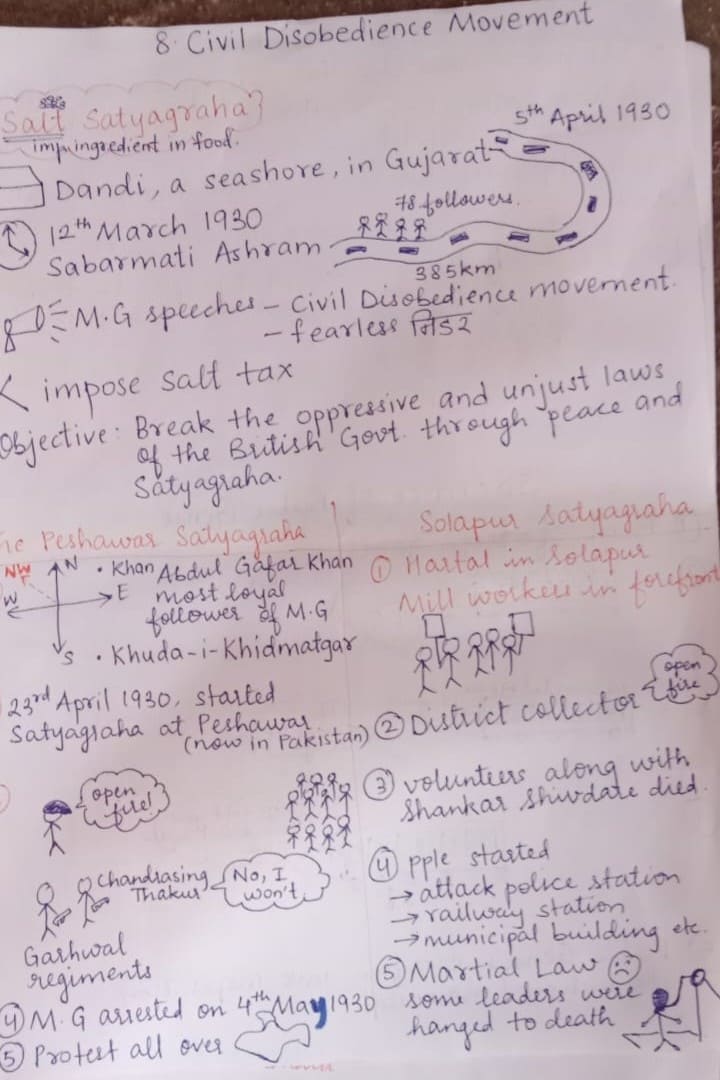 8. Civil Disobedience Movement
Salt Satyagraha}
imp. ingredient in food.
5th April 1930
Dandi, a seashore, in Gujarat
78 followers.
12th March 1930
Sabarmati Ashram
385km
M.G speeches - Civil Disobedience movement.
- fearless निडर
impose salt tax
Objective: Break the oppressive and unjust laws
of the British Govt. through peace and
Satyagraha.
Peshawar Satyagraha
NW
N
W
E
S
• Khan Abdul Gafar Khan
most loyal
follower of M.G
• Khuda-i-Khidmatgar
23rd April 1930, started
Satyagraha at Peshawar
(now in Pakistan)
open
fire!
Chandrasing
Thakur
No, I
won't
Garhwal
regiments
④ M.G arrested on 4th May 1930
⑤ Protest all over
Solapur Satyagraha
① Hartal in Solapur
Mill workers in forefront
② District collector
open
fire
③ volunteers along with
Shankar Shivdare died.
④ pple started
→ attack police station
→ railway station
→ municipal building etc.
⑤ Martial Law
some leaders were
hanged to death